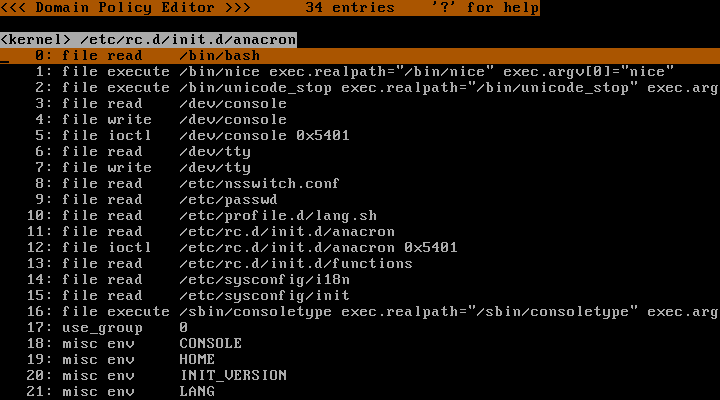 <<< Domain Policy Editor >>>      34 entries    '?' for help
<kernel> /etc/rc.d/init.d/anacron
0: file read    /bin/bash
1: file execute /bin/nice exec.realpath="/bin/nice" exec.argv[0]="nice"
2: file execute /bin/unicode_stop exec.realpath="/bin/unicode_stop" exec.arg
3: file read    /dev/console
4: file write   /dev/console
5: file ioctl   /dev/console 0x5401
6: file read    /dev/tty
7: file write   /dev/tty
8: file read    /etc/nsswitch.conf
9: file read    /etc/passwd
10: file read    /etc/profile.d/lang.sh
11: file read    /etc/rc.d/init.d/anacron
12: file ioctl   /etc/rc.d/init.d/anacron 0x5401
13: file read    /etc/rc.d/init.d/functions
14: file read    /etc/sysconfig/i18n
15: file read    /etc/sysconfig/init
16: file execute /sbin/consoletype exec.realpath="/sbin/consoletype" exec.arg
17: use_group    0
18: misc env     CONSOLE
19: misc env     HOME
20: misc env     INIT_VERSION
21: misc env     LANG